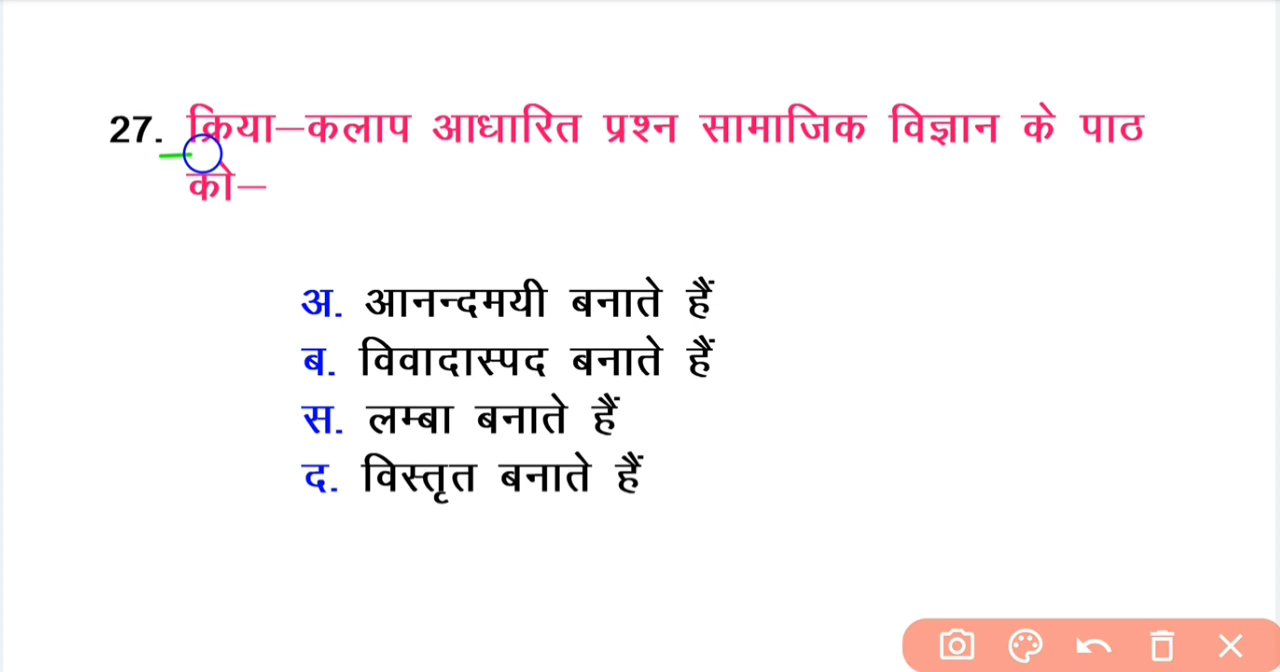 27. क्रिया–कलाप आधारित प्रश्न सामाजिक विज्ञान के पाठ
को–
अ. आनन्दमयी बनाते हैं
ब. विवादास्पद बनाते हैं
स. लम्बा बनाते हैं
द. विस्तृत बनाते हैं